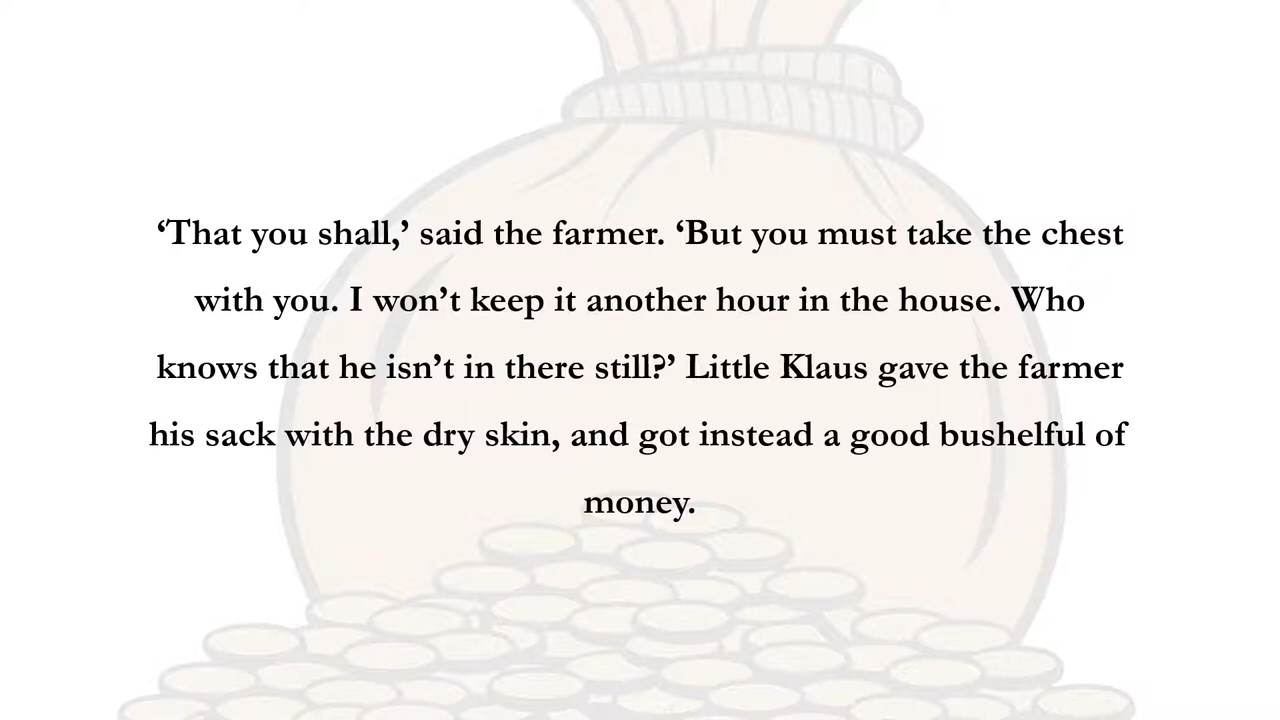 ‘That you shall,’ said the farmer. ‘But you must take the chest
with you. I won’t keep it another hour in the house. Who
knows that he isn’t in there still?’ Little Klaus gave the farmer
his sack with the dry skin, and got instead a good bushelful of
money.